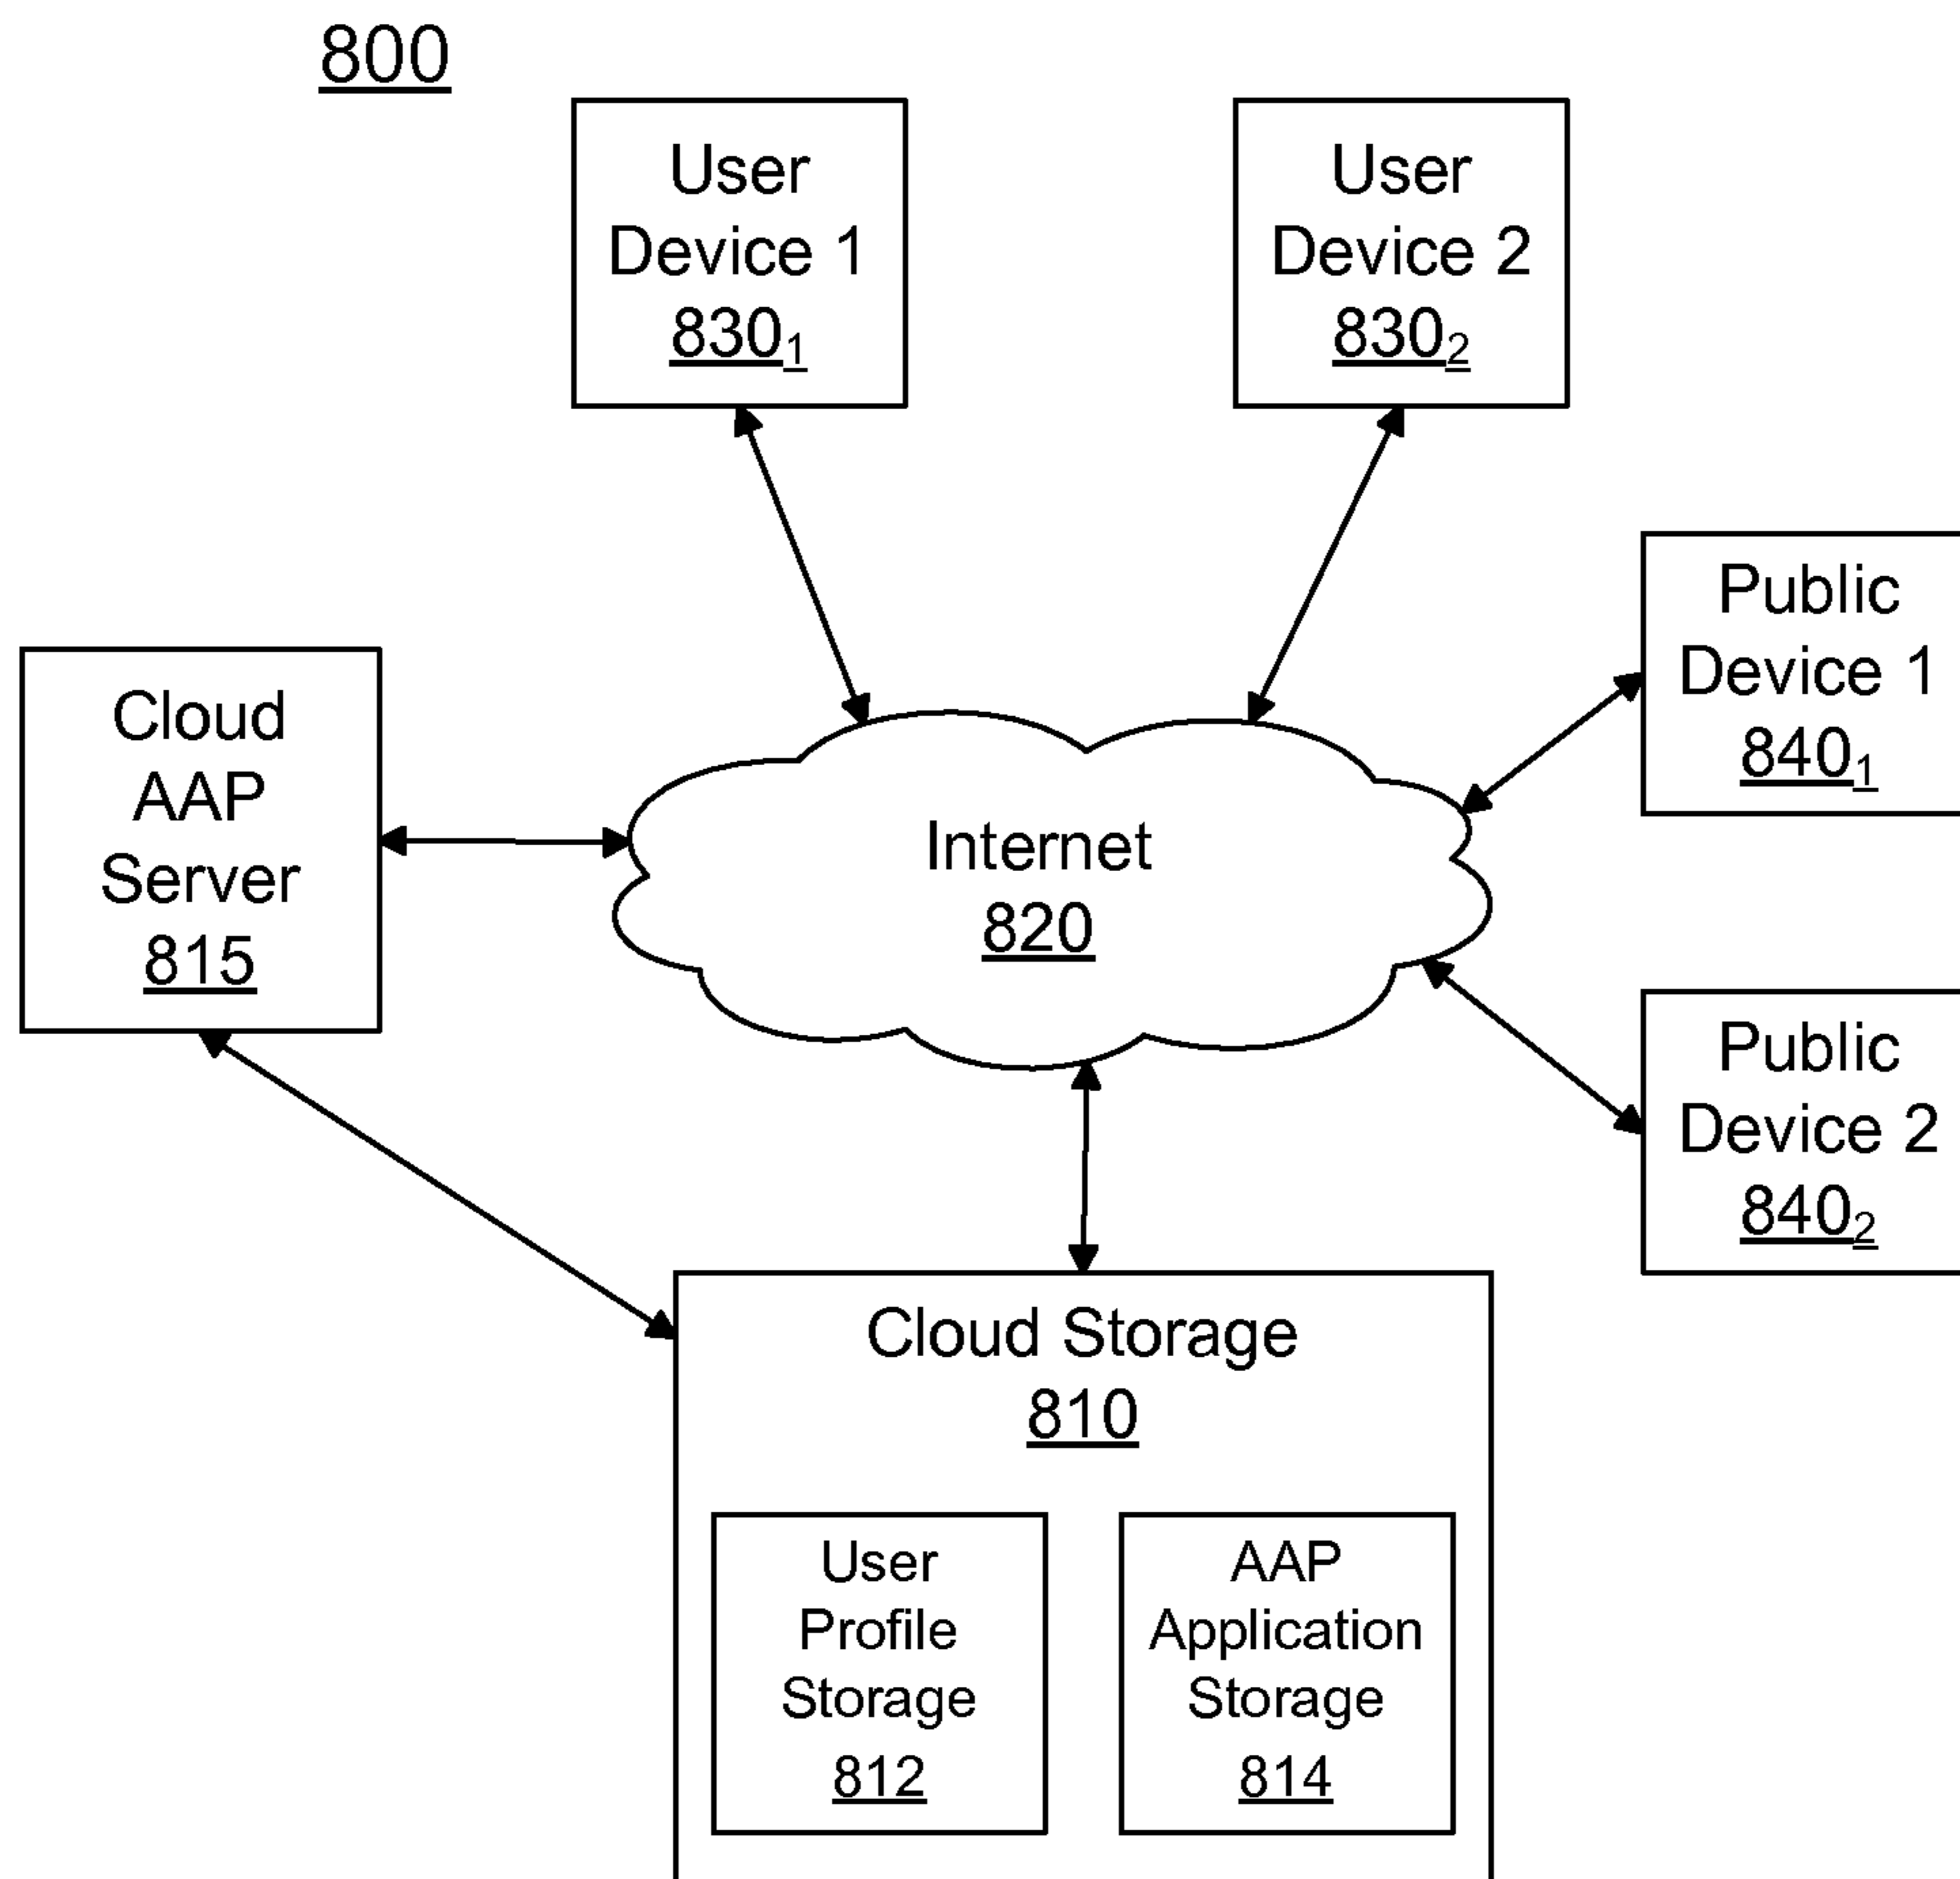 800
User
Device 1
830₁
User
Device 2
830₂
Public
Device 1
840₁
Cloud
AAP
Server
815
Internet
820
Public
Device 2
840₂
Cloud Storage
810
User
Profile
Storage
812
AAP
Application
Storage
814